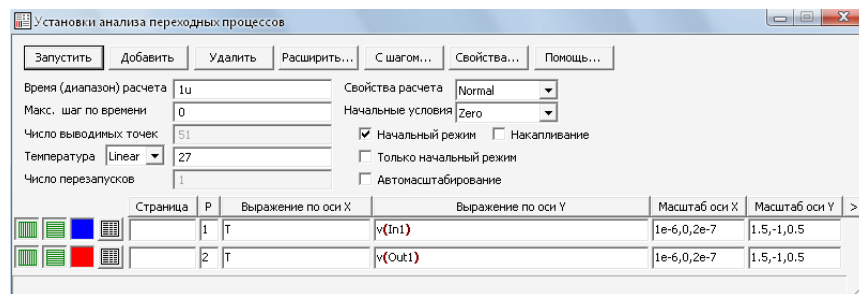 Установки анализа переходных процессов
Запустить Добавить Удалить Расширить... С шагом... Свойства... Помощь...
Время (диапазон) расчета 1u Свойства расчета Normal
Макс. шаг по времени 0 Начальные условия Zero
Число выводимых точек 51 Начальный режим Накапливание
Температура Linear 27 Только начальный режим
Число перезапусков 1 Автомасштабирование
Страница P Выражение по оси X Выражение по оси Y Масштаб оси X Масштаб оси Y >
1 T v(In1) 1e-6,0,2e-7 1.5,-1,0.5
2 T v(Out1) 1e-6,0,2e-7 1.5,-1,0.5